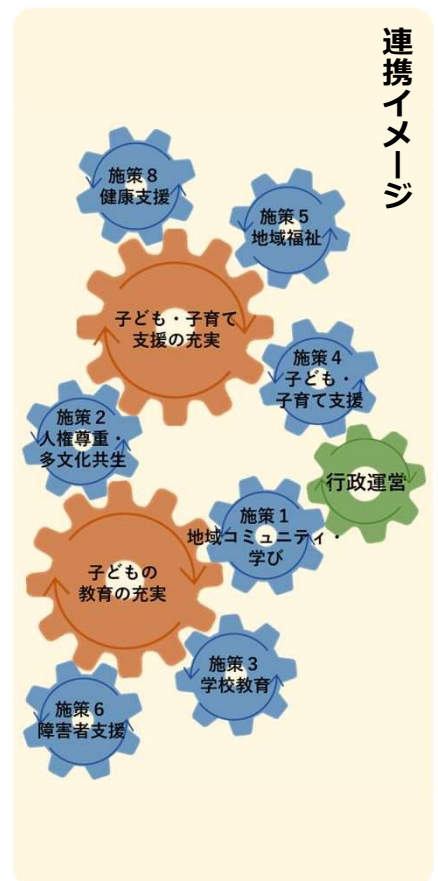 連携イメージ
施策８
健康支援
施策５
地域福祉
子ども・子育て
支援の充実
施策４
子ども・
子育て支援
施策２
人権尊重・
多文化共生
行政運営
施策１
地域コミュニティ・
学び
子どもの
教育の充実
施策３
学校教育
施策６
障害者支援